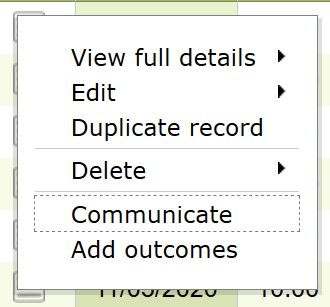 View full details
Edit
Duplicate record
Delete
Communicate
Add outcomes